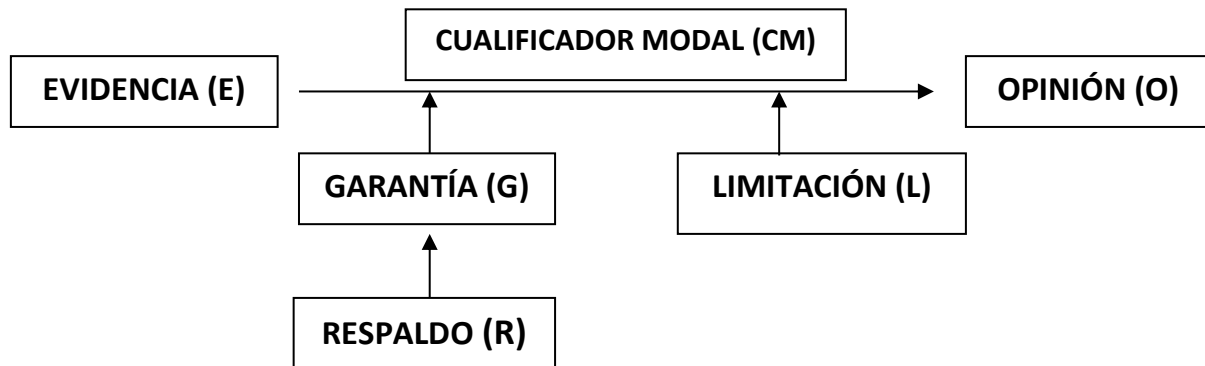 CUALIFICADOR MODAL (CM)
EVIDENCIA (E)
OPINIÓN (O)
GARANTÍA (G)
LIMITACIÓN (L)
RESPALDO (R)